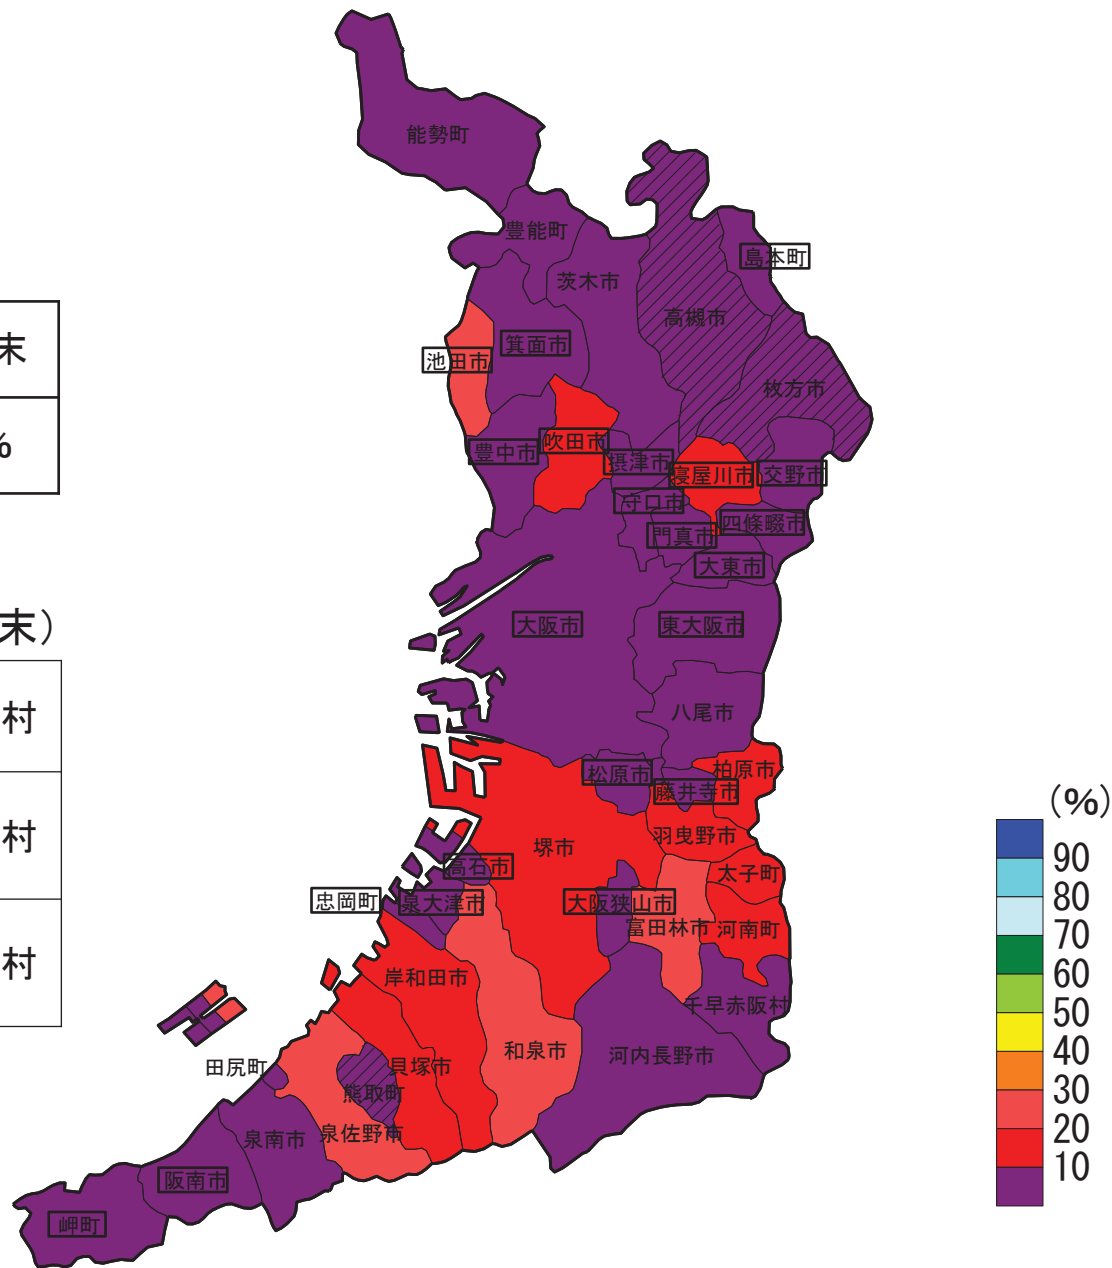 能勢町
豊能町
島本町
茨木市
高槻市
末
池田市
箕面市
枚方市
%
豊中市
吹田市
摂津市
寝屋川市
交野市
守口市
門真市
四條畷市
大東市
末）
大阪市
東大阪市
村
八尾市
松原市
柏原市
藤井寺市
（%）
村
堺市
羽曳野市
90
高石市
太子町
80
忠岡町
泉大津市
大阪狭山市
富田林市
河南町
70
村
岸和田市
60
千早赤阪村
50
田尻町
貝塚市
和泉市
河内長野市
40
熊取町
30
泉南市
泉佐野市
20
阪南市
10
岬町